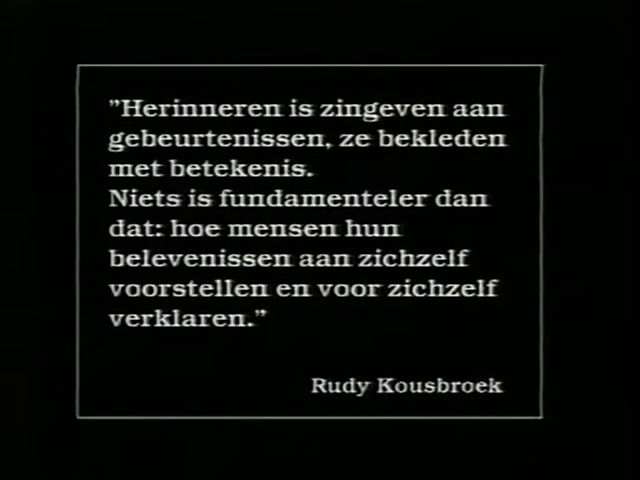 ”Herinneren is zingeven aan
gebeurtenissen, ze bekleden
met betekenis.
Niets is fundamenteler dan
dat: hoe mensen hun
belevenissen aan zichzelf
voorstellen en voor zichzelf
verklaren.”
Rudy Kousbroek